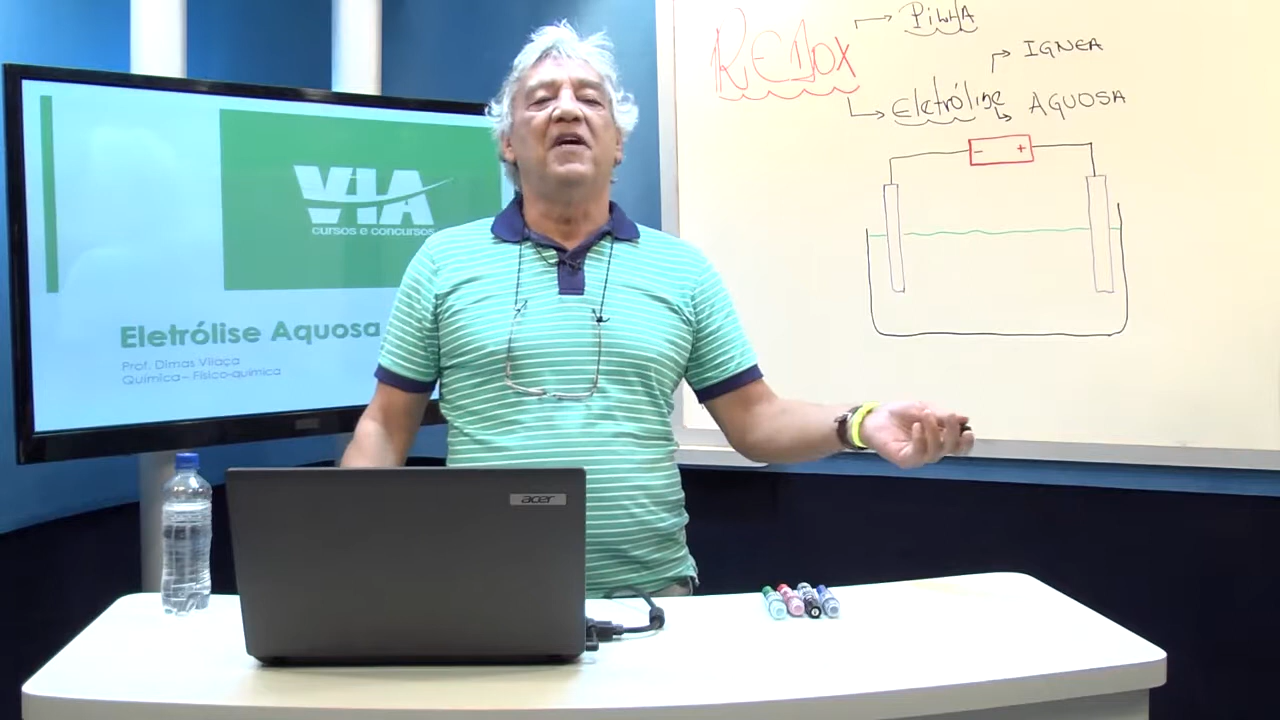 VIA
cursos e concursos
Eletrólise Aquosa
Prof. Dimas Vilaça
Química – Físico-química
acer
REDOX
PILHA
Eletrólise
IGNEA
AQUOSA
- +